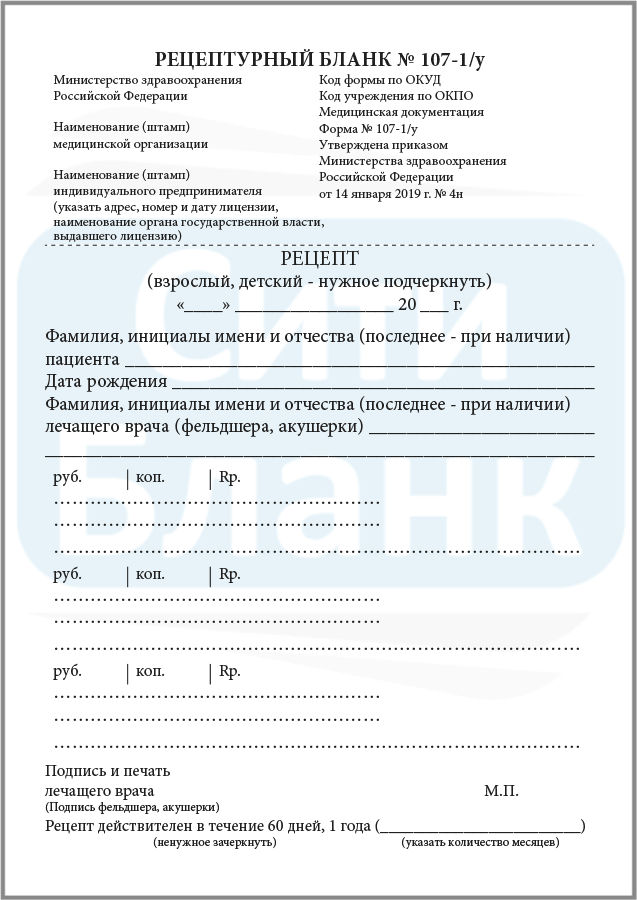 РЕЦЕПТУРНЫЙ БЛАНК № 107-1/у
Министерство здравоохранения
Российской Федерации
Наименование (штамп)
медицинской организации
Наименование (штамп)
индивидуального предпринимателя
(указать адрес, номер и дату лицензии,
наименование органа государственной власти,
выдавшего лицензию)
Код формы по ОКУД
Код учреждения по ОКПО
Медицинская документация
Форма № 107-1/у
Утверждена приказом
Министерства здравоохранения
Российской Федерации
от 14 января 2019 г. № 4н
РЕЦЕПТ
(взрослый, детский - нужное подчеркнуть)
«____» _________________ 20 ___ г.
Фамилия, инициалы имени и отчества (последнее - при наличии)
пациента ___________________________________________________
Дата рождения ______________________________________________
Фамилия, инициалы имени и отчества (последнее - при наличии)
лечащего врача (фельдшера, акушерки) ________________________
____________________________________________________________
руб. | коп. | Rp.
......................................................
......................................................
.......................................................................................
руб. | коп. | Rp.
......................................................
......................................................
.......................................................................................
руб. | коп. | Rp.
......................................................
......................................................
.......................................................................................
Подпись и печать
лечащего врача М.П.
(Подпись фельдшера, акушерки)
Рецепт действителен в течение 60 дней, 1 года (______________________)
(ненужное зачеркнуть) (указать количество месяцев)
Сити
Бланк